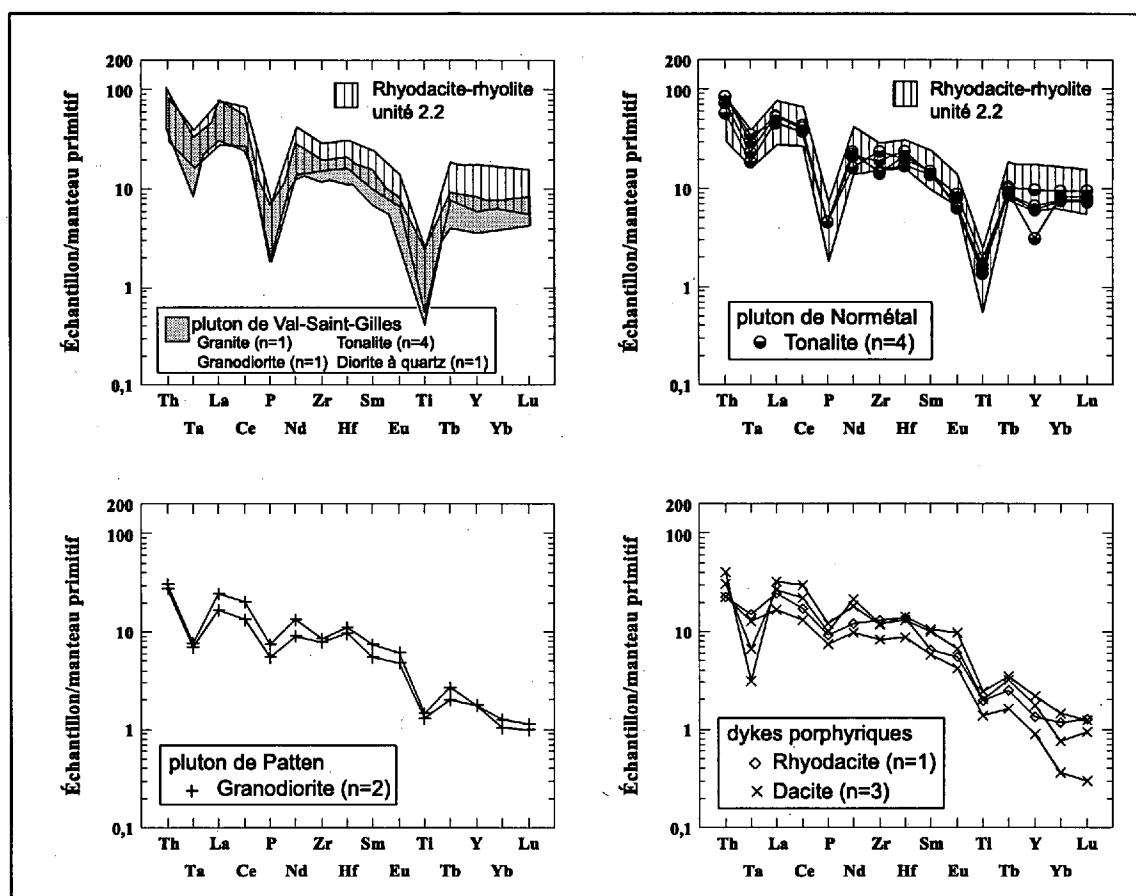 Échantillon/manteau primitif
200
100
10
1
0,1
Rhyodacite-rhyolite
unité 2.2
pluton de Val-Saint-Gilles
Granite (n=1) Tonalite (n=4)
Granodiorite (n=1) Diorite à quartz (n=1)
Th La P Zr Sm Ti Y Lu
Ta Ce Nd Hf Eu Tb Yb
Échantillon/manteau primitif
200
100
10
1
0,1
Rhyodacite-rhyolite
unité 2.2
pluton de Normétal
Tonalite (n=4)
Th La P Zr Sm Ti Y Lu
Ta Ce Nd Hf Eu Tb Yb
Échantillon/manteau primitif
200
100
10
1
0,1
pluton de Patten
Granodiorite (n=2)
Th La P Zr Sm Ti Y Lu
Ta Ce Nd Hf Eu Tb Yb
Échantillon/manteau primitif
200
100
10
1
0,1
dykes porphyriques
Rhyodacite (n=1)
Dacite (n=3)
Th La P Zr Sm Ti Y Lu
Ta Ce Nd Hf Eu Tb Yb